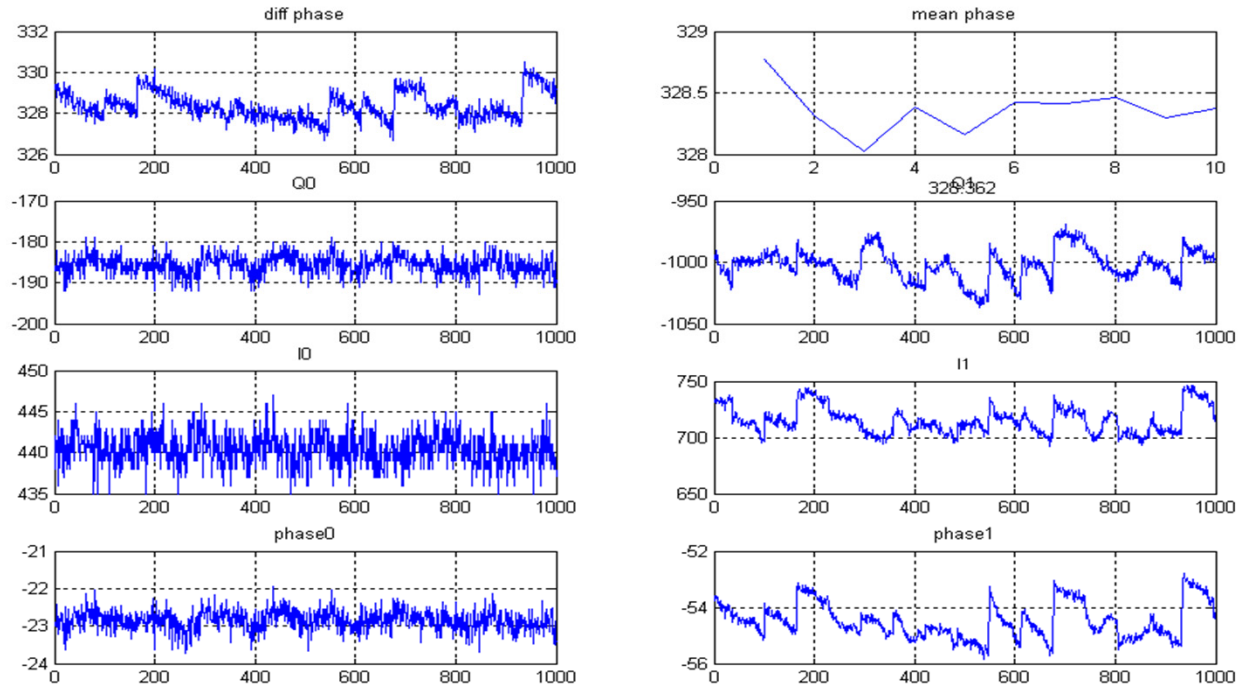 diff phase
332
330
328
326
0 200 400 600 800 1000
mean phase
329
328.5
328
2 4 6 8 10
328.362
Q0
-170
-180
-190
-200
0 200 400 600 800 1000
Q1
-950
-1000
-1050
0 200 400 600 800 1000
I0
450
445
440
435
0 200 400 600 800 1000
I1
750
700
650
0 200 400 600 800 1000
phase0
-21
-22
-23
-24
0 200 400 600 800 1000
phase1
-52
-54
-56
0 200 400 600 800 1000